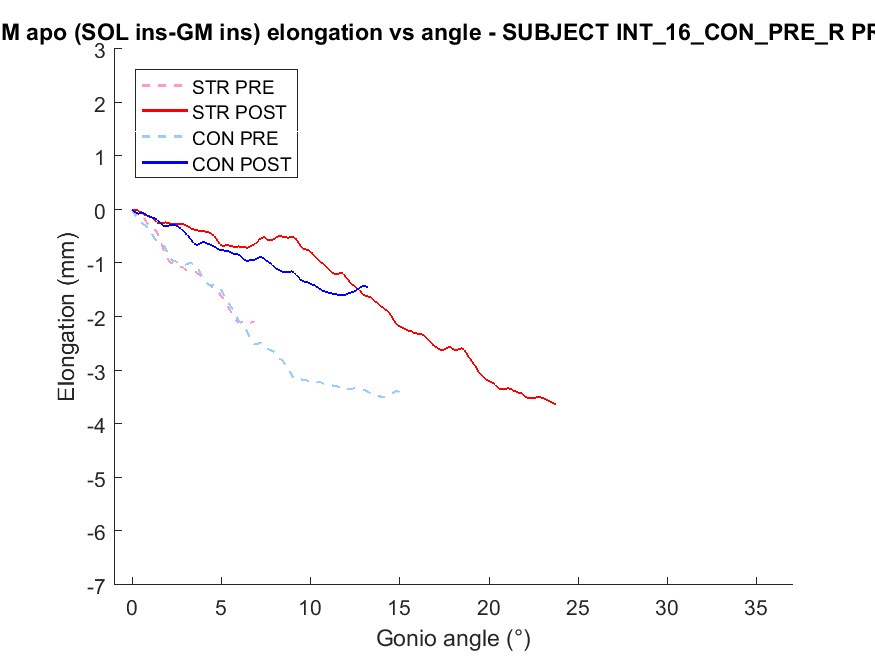 M apo (SOL ins-GM ins) elongation vs angle - SUBJECT INT_16_CON_PRE_R PR
3
2
1
0
-1
-2
-3
-4
-5
-6
-7
Elongation (mm)
STR PRE
STR POST
CON PRE
CON POST
0 5 10 15 20 25 30 35
Gonio angle (°)